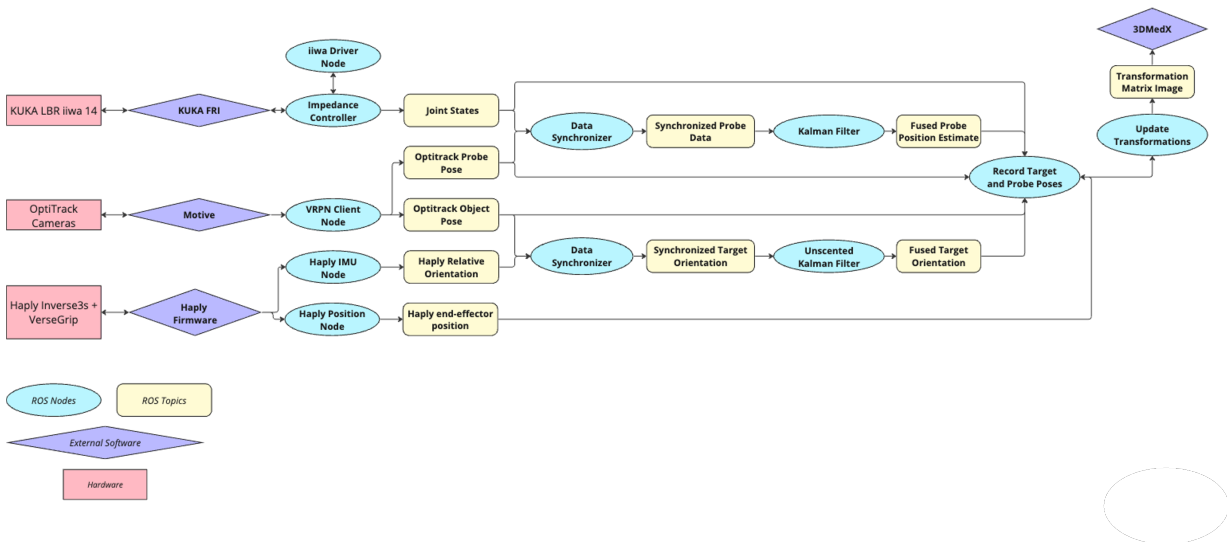 3DMedX
iiwa Driver
Node
Transformation
Matrix Image
KUKA LBR iiwa 14
KUKA FRI
Impedance
Controller
Joint States
Data
Synchronizer
Synchronized Probe
Data
Kalman Filter
Fused Probe
Position Estimate
Update
Transformations
Optitrack Probe
Pose
Record Target
and Probe Poses
OptiTrack
Cameras
Motive
VRPN Client
Node
Optitrack Object
Pose
Haply IMU
Node
Haply Relative
Orientation
Data
Synchronizer
Synchronized Target
Orientation
Unscented
Kalman Filter
Fused Target
Orientation
Haply Inverse3s +
VerseGrip
Haply
Firmware
Haply Position
Node
Haply end-effector
position
ROS Nodes
ROS Topics
External Software
Hardware